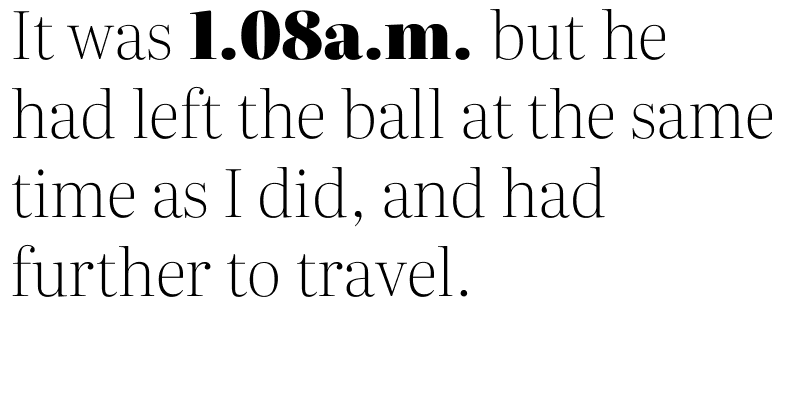 It was 1.08a.m. but he
had left the ball at the same
time as I did, and had
further to travel.